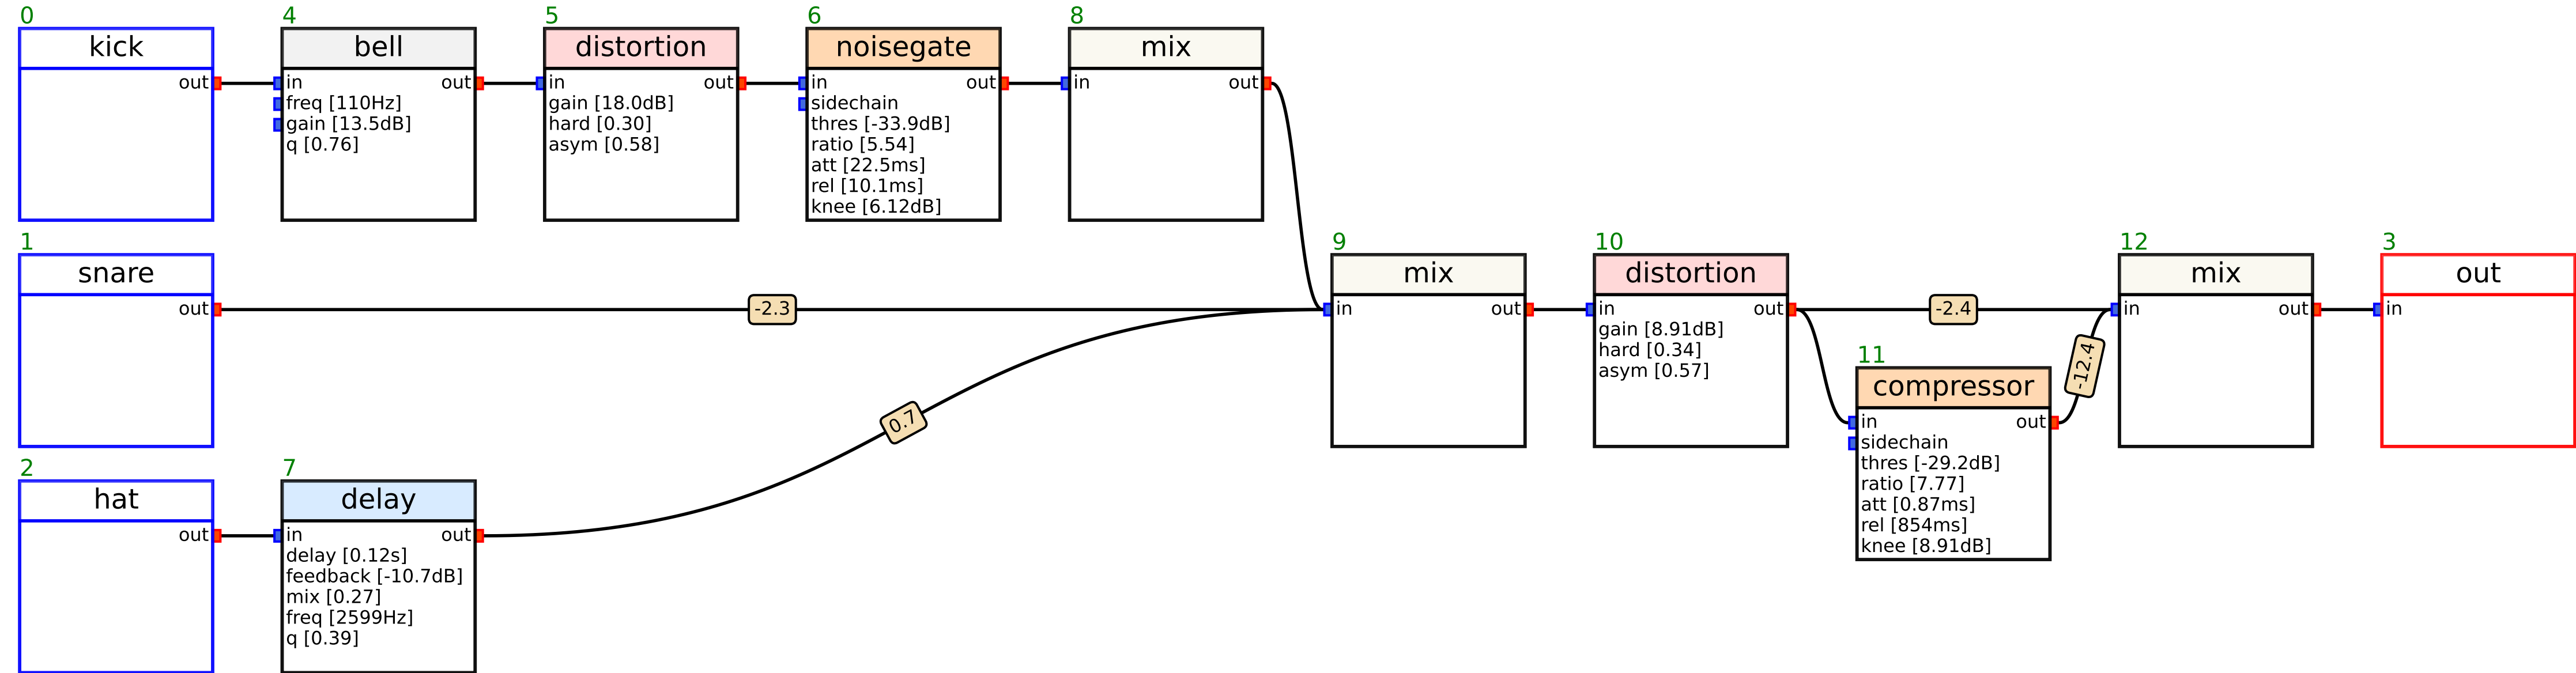 0
kick
out
4
bell
in out
freq [110Hz]
gain [13.5dB]
q [0.76]
5
distortion
in out
gain [18.0dB]
hard [0.30]
asym [0.58]
6
noisegate
in out
sidechain
thres [-33.9dB]
ratio [5.54]
att [22.5ms]
rel [10.1ms]
knee [6.12dB]
8
mix
in out
1
snare
out
-2.3
9
mix
in out
10
distortion
in out
gain [8.91dB]
hard [0.34]
asym [0.57]
-2.4
12
mix
in out
3
out
in
11
compressor
in out
sidechain
thres [-29.2dB]
ratio [7.77]
att [0.87ms]
rel [854ms]
knee [8.91dB]
-12.4
0.7
2
hat
out
7
delay
in out
delay [0.12s]
feedback [-10.7dB]
mix [0.27]
freq [2599Hz]
q [0.39]